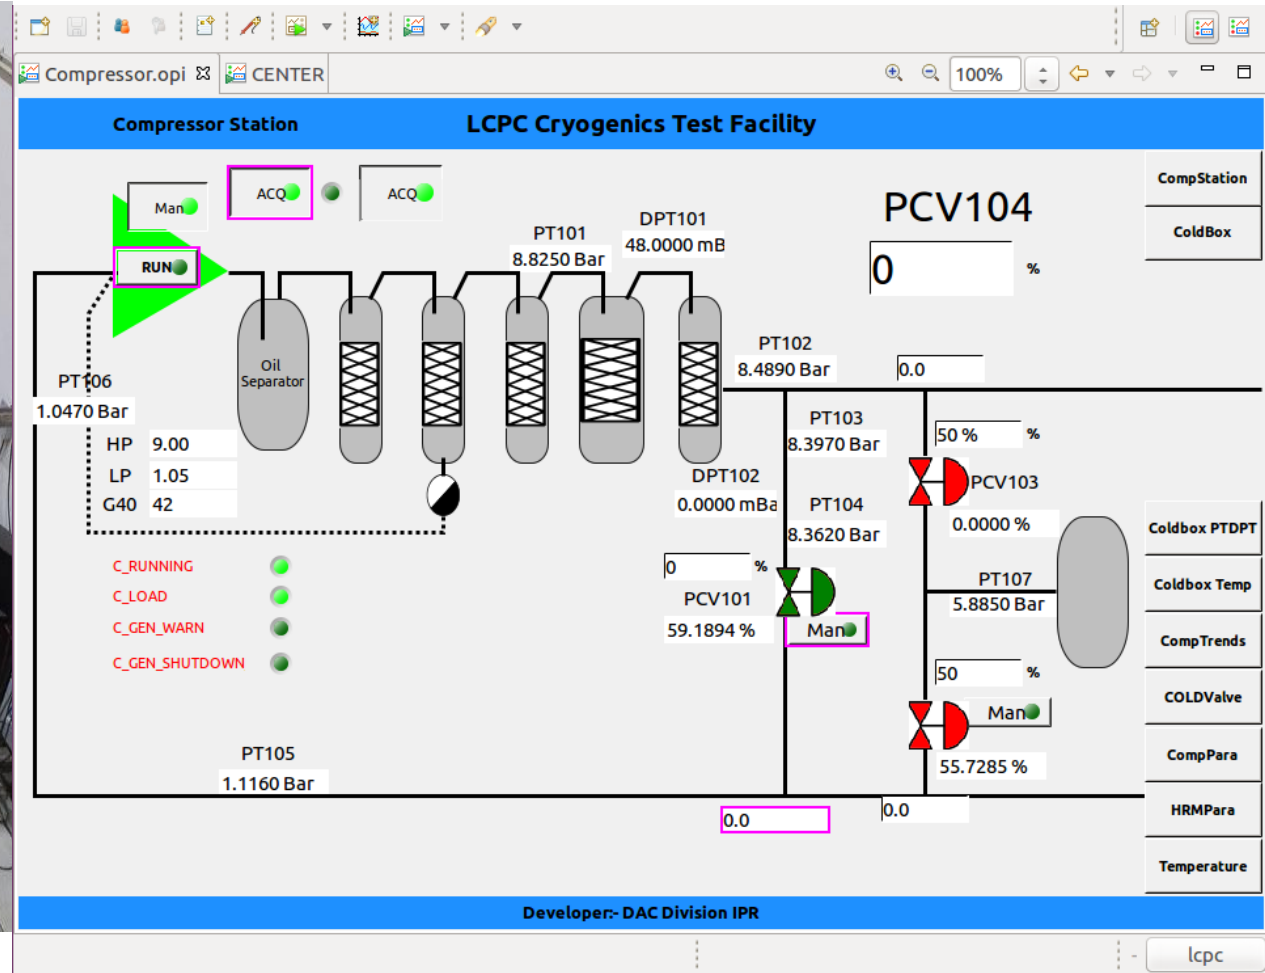 100%
Compressor.opi
CENTER
Compressor Station
LCPC Cryogenics Test Facility
Man
ACQ
ACQ
RUN
PT101
8.8250 Bar
DPT101
48.0000 mB
PCV104
0
%
CompStation
ColdBox
Oil
Separator
PT106
1.0470 Bar
HP 9.00
LP 1.05
G40 42
PT102
8.4890 Bar
0.0
PT103
8.3970 Bar
50 %
%
PCV103
0.0000 %
DPT102
0.0000 mBa
PT104
8.3620 Bar
C_RUNNING
C_LOAD
C_GEN_WARN
C_GEN_SHUTDOWN
0
%
PCV101
59.1894 %
Man
PT107
5.8850 Bar
50
%
Man
55.7285 %
PT105
1.1160 Bar
0.0
0.0
Coldbox PTDPT
Coldbox Temp
CompTrends
COLDValve
CompPara
HRMPara
Temperature
Developer:- DAC Division IPR
lcpc